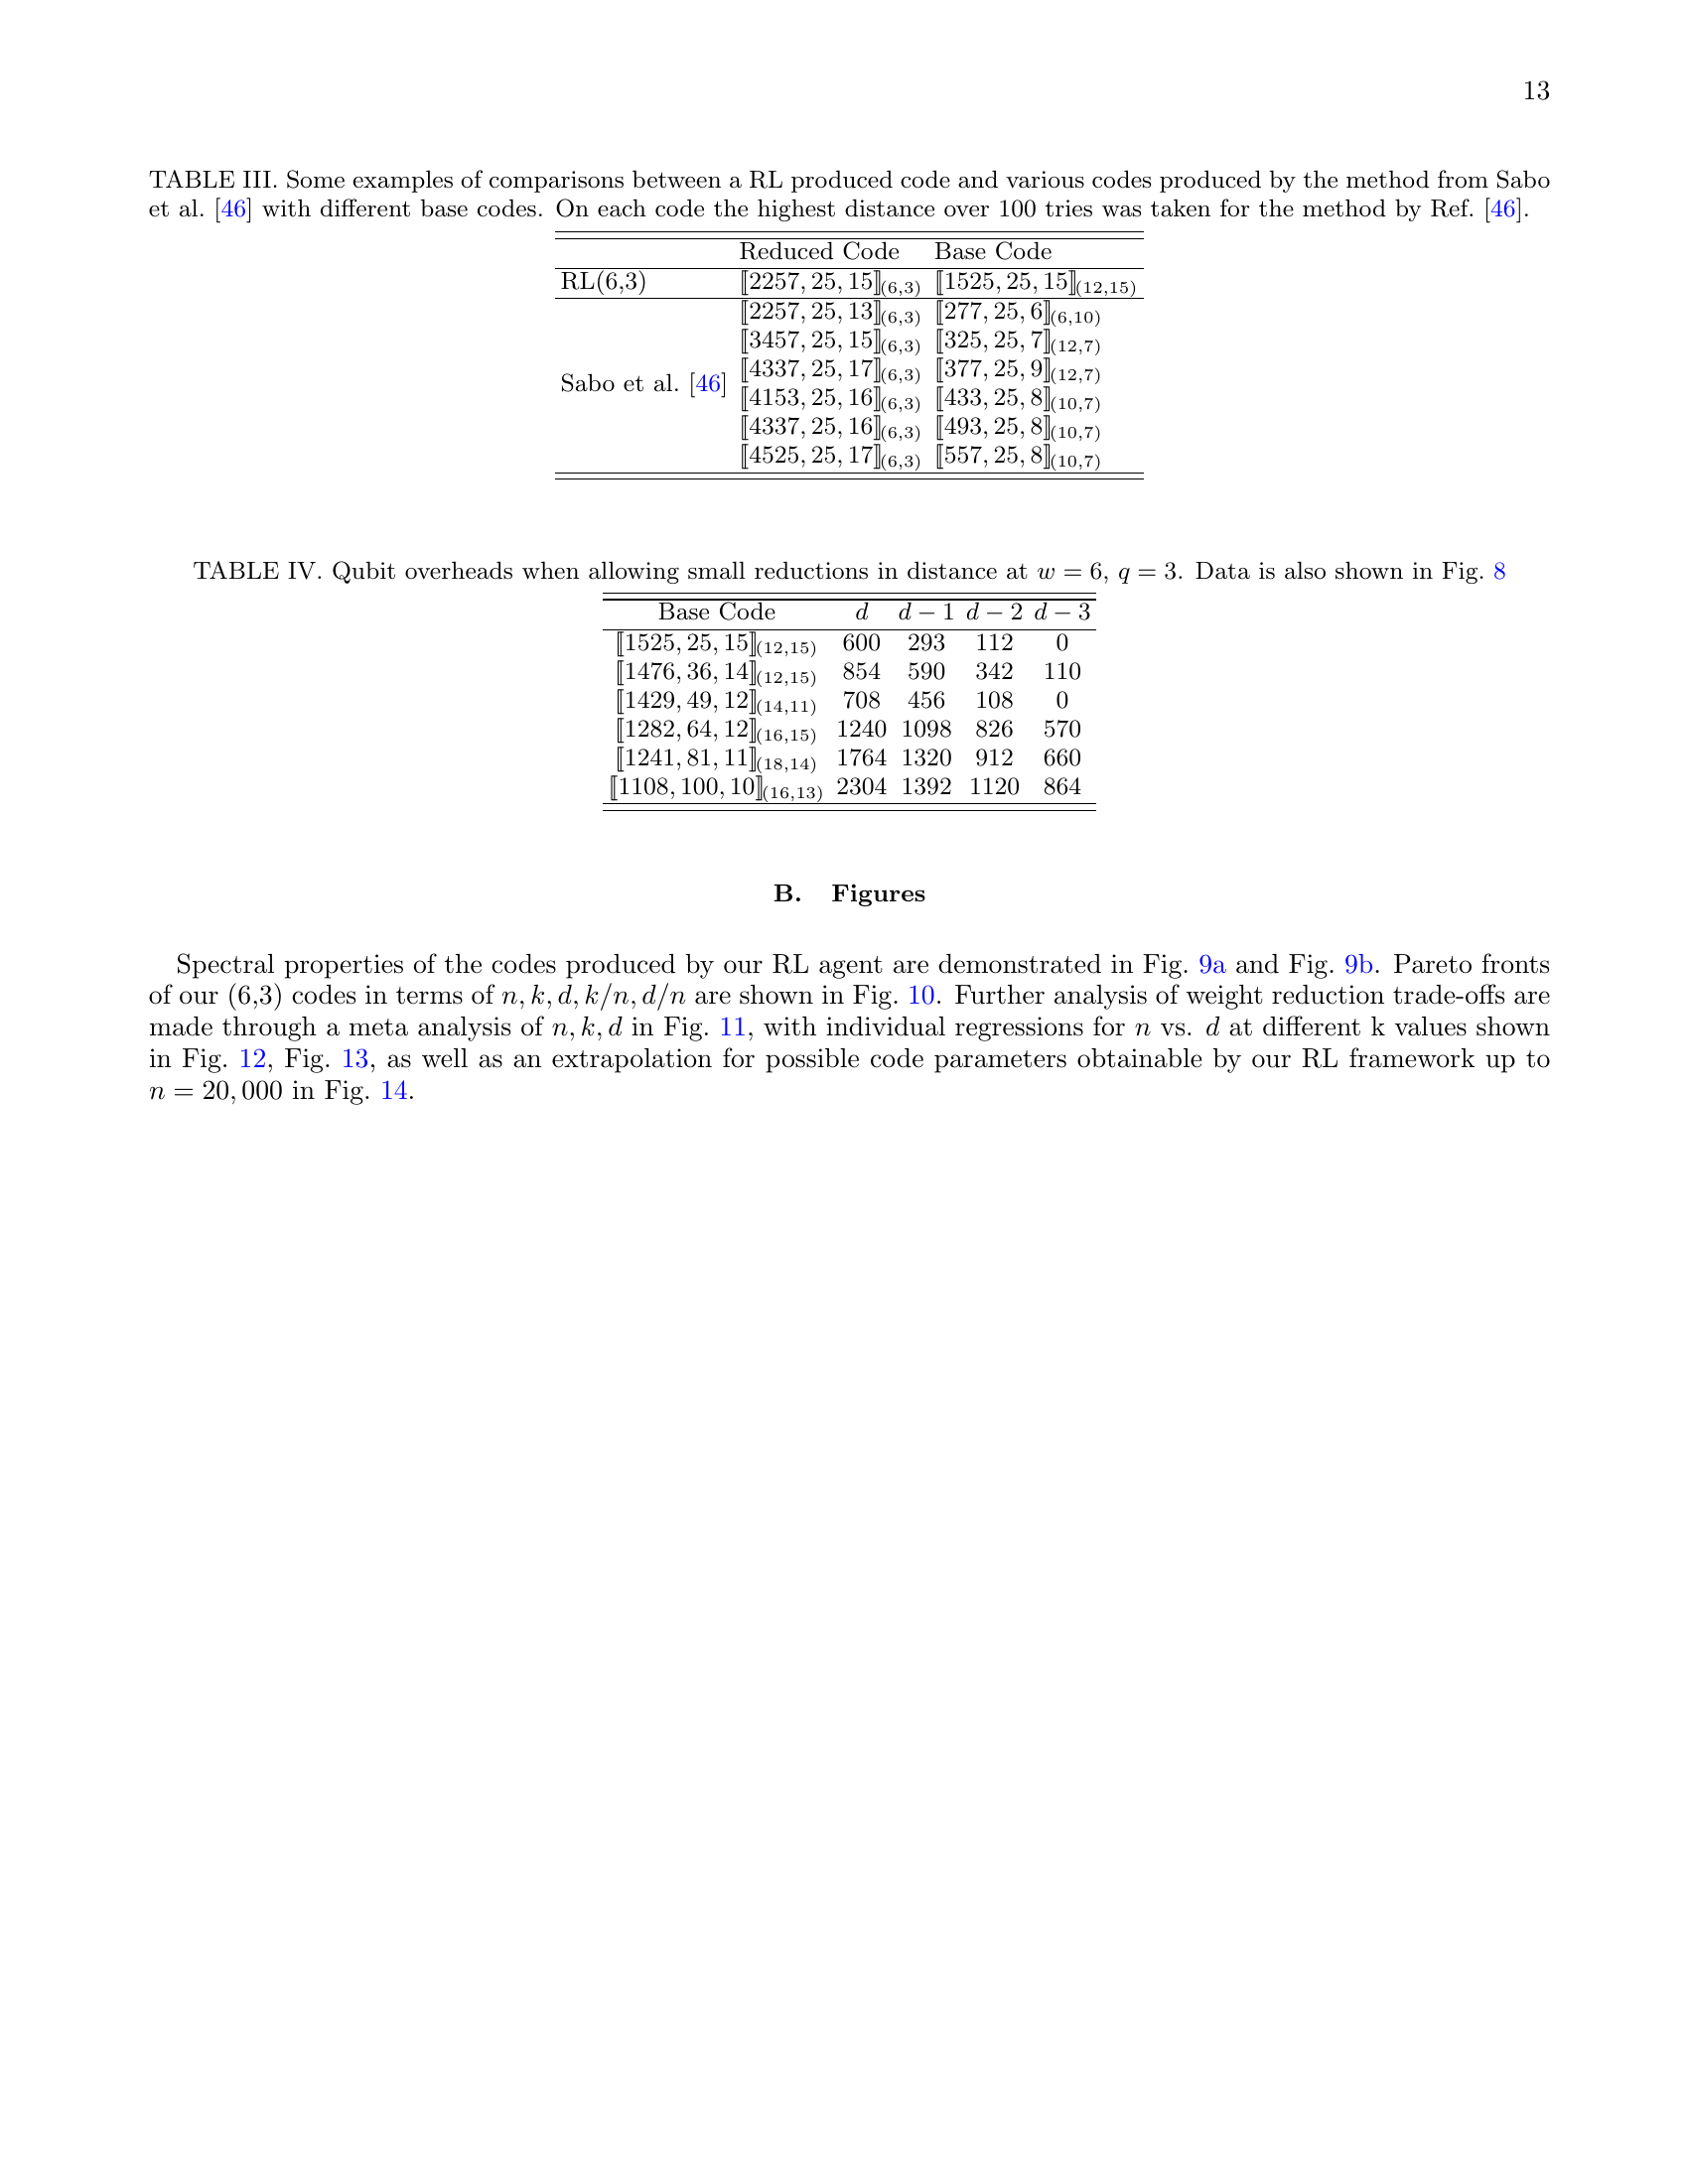 13
TABLE III. Some examples of comparisons between a RL produced code and various codes produced by the method from Sabo
et al. [46] with different base codes. On each code the highest distance over 100 tries was taken for the method by Ref. [46].
Reduced Code Base Code
RL(6,3) ⟦2257, 25, 15⟧(6,3) ⟦1525, 25, 15⟧(12,15)
⟦2257, 25, 13⟧(6,3) ⟦277, 25, 6⟧(6,10)
⟦3457, 25, 15⟧(6,3) ⟦325, 25, 7⟧(12,7)
⟦4337, 25, 17⟧(6,3) ⟦377, 25, 9⟧(12,7)
Sabo et al. [46]
⟦4153, 25, 16⟧(6,3) ⟦433, 25, 8⟧(10,7)
⟦4337, 25, 16⟧(6,3) ⟦493, 25, 8⟧(10,7)
⟦4525, 25, 17⟧(6,3) ⟦557, 25, 8⟧(10,7)
TABLE IV. Qubit overheads when allowing small reductions in distance at w = 6, q = 3. Data is also shown in Fig. 8
Base Code d d − 1 d − 2 d − 3
⟦1525, 25, 15⟧(12,15) 600 293 112 0
⟦1476, 36, 14⟧(12,15) 854 590 342 110
⟦1429, 49, 12⟧(14,11) 708 456 108 0
⟦1282, 64, 12⟧(16,15) 1240 1098 826 570
⟦1241, 81, 11⟧(18,14) 1764 1320 912 660
⟦1108, 100, 10⟧(16,13) 2304 1392 1120 864
B. Figures
Spectral properties of the codes produced by our RL agent are demonstrated in Fig. 9a and Fig. 9b. Pareto fronts
of our (6,3) codes in terms of n, k, d, k/n, d/n are shown in Fig. 10. Further analysis of weight reduction trade-offs are
made through a meta analysis of n, k, d in Fig. 11, with individual regressions for n vs. d at different k values shown
in Fig. 12, Fig. 13, as well as an extrapolation for possible code parameters obtainable by our RL framework up to
n = 20, 000 in Fig. 14.